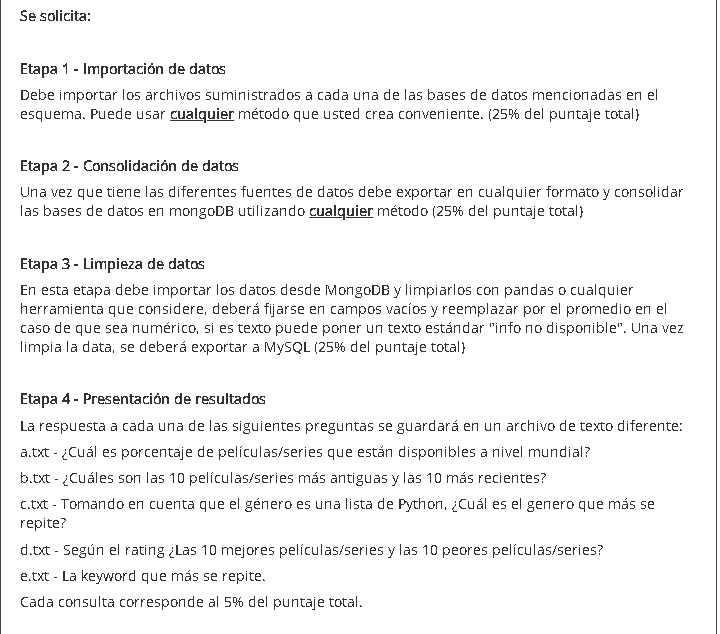 Se solicita:
Etapa 1 - Importación de datos
Debe importar los archivos suministrados a cada una de las bases de datos mencionadas en el
esquema. Puede usar cualquier método que usted crea conveniente. (25% del puntaje total)
Etapa 2 - Consolidación de datos
Una vez que tiene las diferentes fuentes de datos debe exportar en cualquier formato y consolidar
las bases de datos en mongoDB utilizando cualquier método (25% del puntaje total)
Etapa 3 - Limpieza de datos
En esta etapa debe importar los datos desde MongoDB y limpiarlos con pandas o cualquier
herramienta que considere, deberá fijarse en campos vacíos y reemplazar por el promedio en el
caso de que sea numérico, si es texto puede poner un texto estándar "info no disponible". Una vez
limpia la data, se deberá exportar a MySQL (25% del puntaje total)
Etapa 4 - Presentación de resultados
La respuesta a cada una de las siguientes preguntas se guardará en un archivo de texto diferente:
a.txt - ¿Cuál es porcentaje de películas/series que están disponibles a nivel mundial?
b.txt - ¿Cuáles son las 10 películas/series más antiguas y las 10 más recientes?
c.txt - Tomando en cuenta que el género es una lista de Python, ¿Cuál es el genero que más se
repite?
d.txt - Según el rating ¿Las 10 mejores películas/series y las 10 peores películas/series?
e.txt - La keyword que más se repite.
Cada consulta corresponde al 5% del puntaje total.